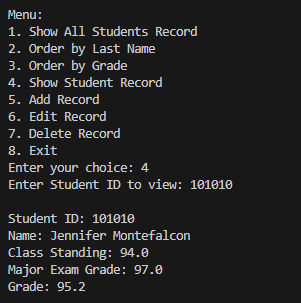 Menu:
1. Show All Students Record
2. Order by Last Name
3. Order by Grade
4. Show Student Record
5. Add Record
6. Edit Record
7. Delete Record
8. Exit
Enter your choice: 4
Enter Student ID to view: 101010
Student ID: 101010
Name: Jennifer Montefalcon
Class Standing: 94.0
Major Exam Grade: 97.0
Grade: 95.2